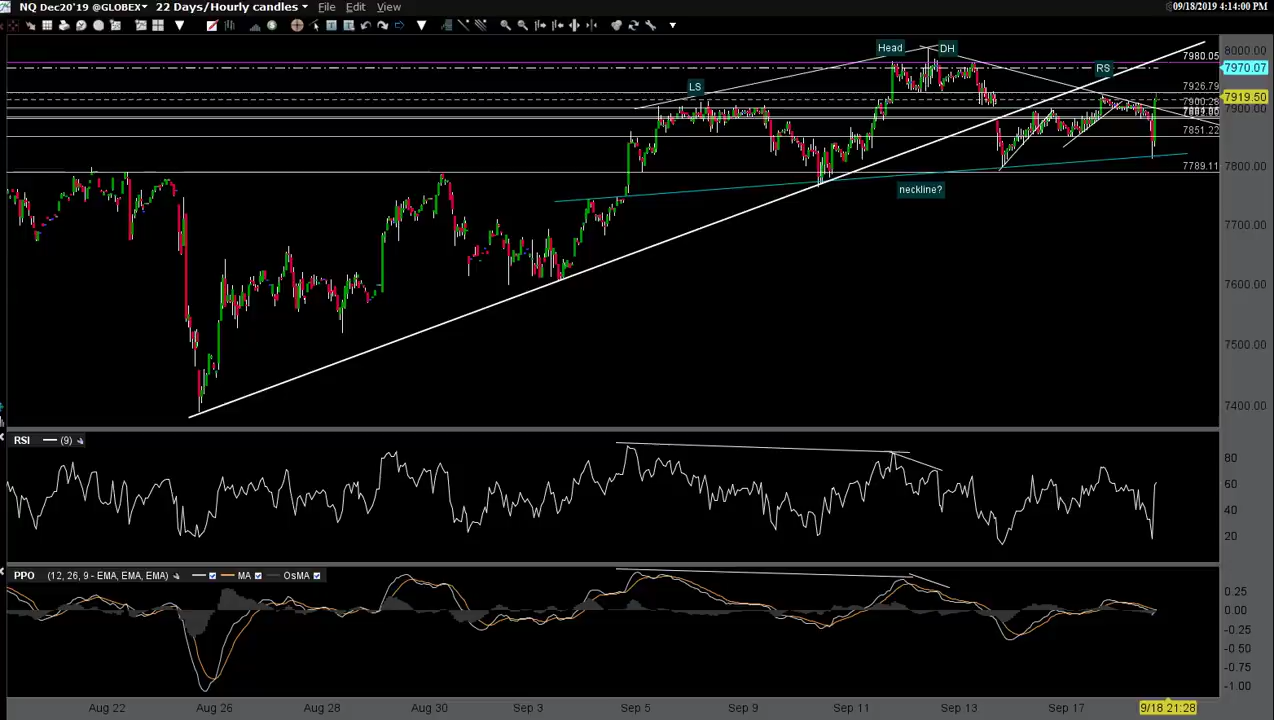 NQ Dec20'19 @GLOBEX 22 Days/Hourly candles File Edit View
09/18/2019 4:14:00 PM
Head
DH
8000.00
7980.05
RS
7970.07
LS
7926.79
7919.50
7900.28
7900.00
7851.22
7800.00
7789.11
neckline?
7700.00
7600.00
7500.00
7400.00
RSI (9)
80
60
40
20
PPO (12, 26, 9 - EMA, EMA, EMA) MA OsMA
0.25
0.00
-0.25
-0.50
-0.75
-1.00
Aug 22 Aug 26 Aug 28 Aug 30 Sep 3 Sep 5 Sep 9 Sep 11 Sep 13 Sep 17 9/18 21:28